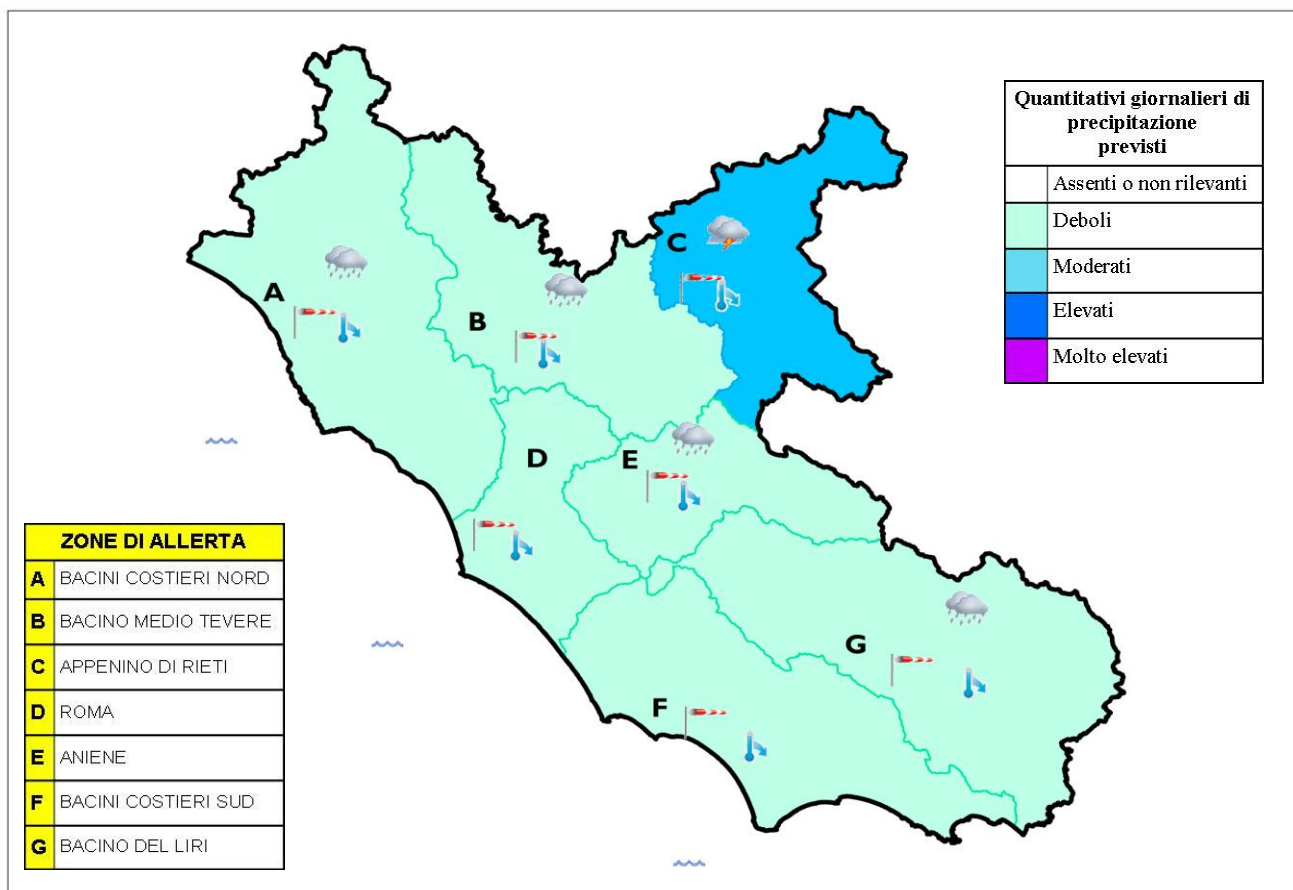 Quantitativi giornalieri di
precipitazione
previsti
Assenti o non rilevanti
Deboli
Moderati
Elevati
Molto elevati
A
B
C
D
E
F
G
ZONE DI ALLERTA
A BACINI COSTIERI NORD
B BACINO MEDIO TEVERE
C APPENINO DI RIETI
D ROMA
E ANIENE
F BACINI COSTIERI SUD
G BACINO DEL LIRI